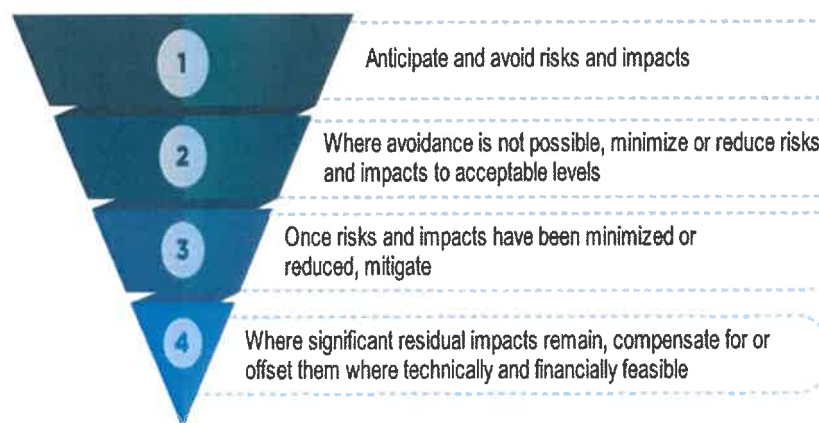 1
Anticipate and avoid risks and impacts
2
Where avoidance is not possible, minimize or reduce risks
and impacts to acceptable levels
3
Once risks and impacts have been minimized or
reduced, mitigate
4
Where significant residual impacts remain, compensate for or
offset them where technically and financially feasible